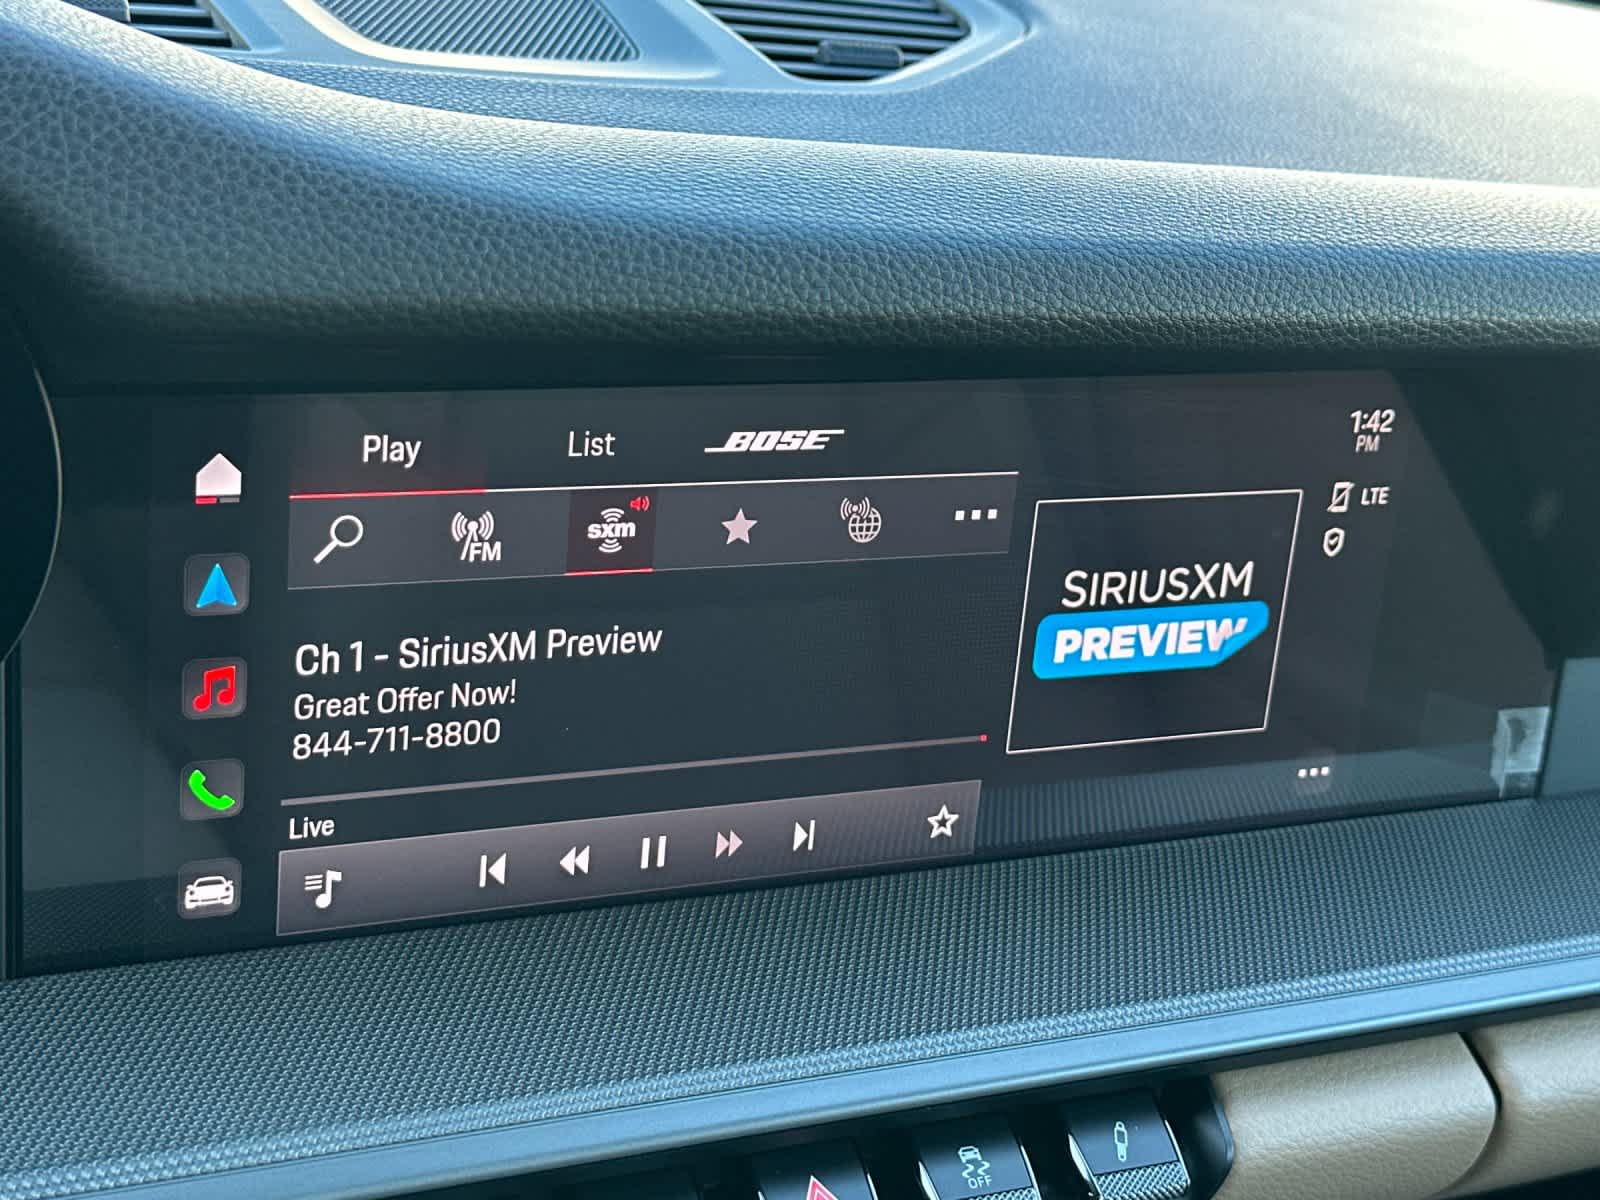 Play
List
BOSE
1:42
PM
FM
sxm
LTE
SIRIUSXM
PREVIEW
Ch 1 - SiriusXM Preview
Great Offer Now!
844-711-8800
Live
OFF